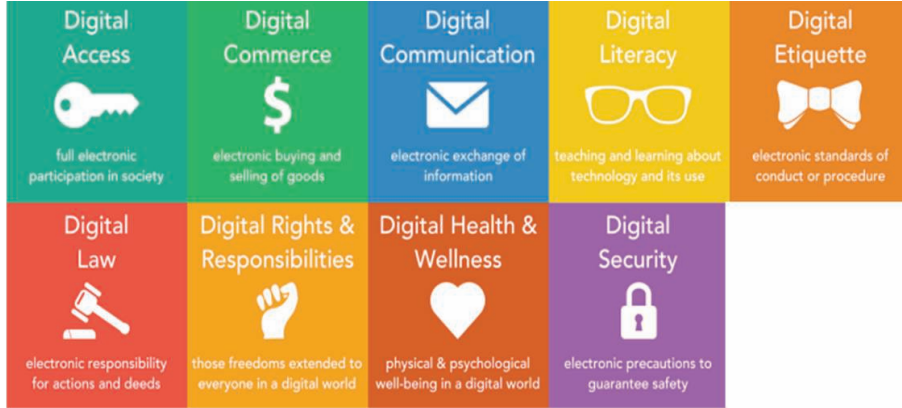 Digital
Access
full electronic
participation in society
Digital
Commerce
$
electronic buying and
selling of goods
Digital
Communication
electronic exchange of
information
Digital
Literacy
teaching and learning about
technology and its use
Digital
Etiquette
electronic standards of
conduct or procedure
Digital
Law
electronic responsibility
for actions and deeds
Digital Rights &
Responsibilities
those freedoms extended to
everyone in a digital world
Digital Health &
Wellness
physical & psychological
well-being in a digital world
Digital
Security
electronic precautions to
guarantee safety